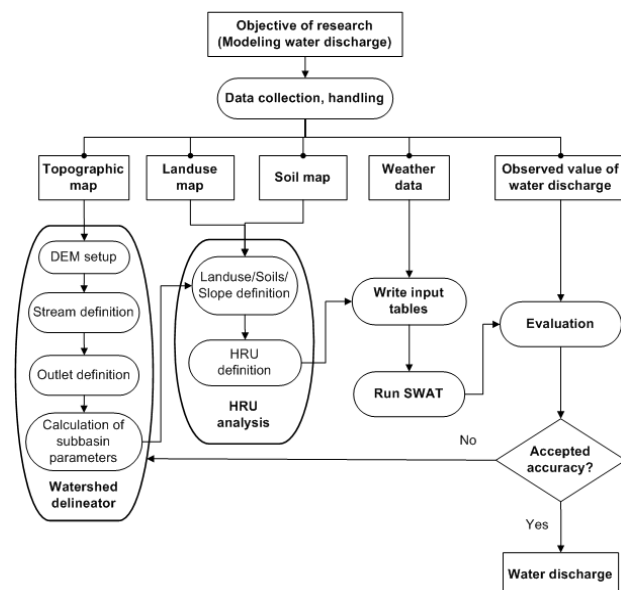 Objective of research
(Modeling water discharge)
Data collection, handling
Topographic
map
Landuse
map
Soil map
Weather
data
Observed value of
water discharge
DEM setup
Stream definition
Outlet definition
Calculation of
subbasin
parameters
Watershed
delineator
Landuse/Soils/
Slope definition
HRU
definition
HRU
analysis
Write input
tables
Run SWAT
Evaluation
Accepted
accuracy?
No
Yes
Water discharge